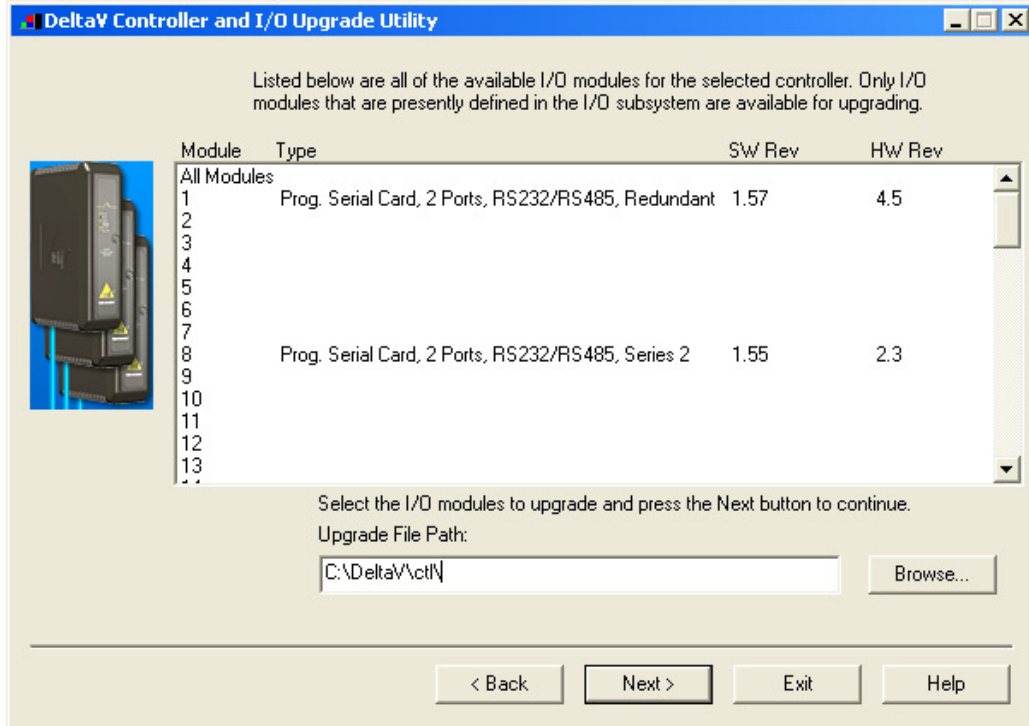 DeltaV Controller and I/O Upgrade Utility
Listed below are all of the available I/O modules for the selected controller. Only I/O
modules that are presently defined in the I/O subsystem are available for upgrading.
Module Type SW Rev HW Rev
All Modules
1 Prog. Serial Card, 2 Ports, RS232/RS485, Redundant 1.57 4.5
2
3
4
5
6
7
8 Prog. Serial Card, 2 Ports, RS232/RS485, Series 2 1.55 2.3
9
10
11
12
13
Select the I/O modules to upgrade and press the Next button to continue.
Upgrade File Path:
C:\DeltaV\ctl\
Browse...
< Back Next > Exit Help